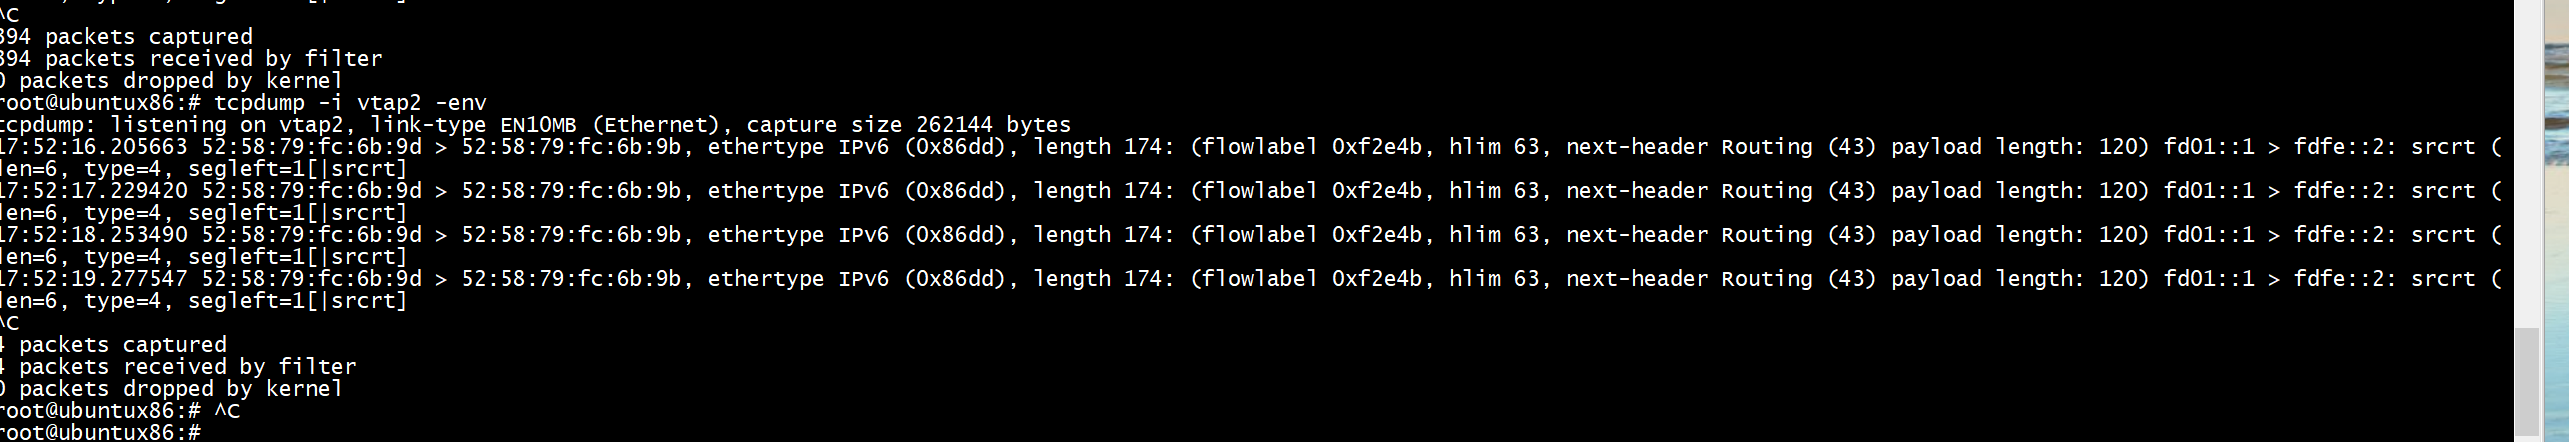 ^C
394 packets captured
394 packets received by filter
0 packets dropped by kernel
root@ubuntux86:# tcpdump -i vtap2 -env
tcpdump: listening on vtap2, link-type EN10MB (Ethernet), capture size 262144 bytes
17:52:16.205663 52:58:79:fc:6b:9d > 52:58:79:fc:6b:9b, ethertype IPv6 (0x86dd), length 174: (flowlabel 0xf2e4b, hlim 63, next-header Routing (43) payload length: 120) fd01::1 > fdfe::2: srcrt (
len=6, type=4, segleft=1[|srcrt]
17:52:17.229420 52:58:79:fc:6b:9d > 52:58:79:fc:6b:9b, ethertype IPv6 (0x86dd), length 174: (flowlabel 0xf2e4b, hlim 63, next-header Routing (43) payload length: 120) fd01::1 > fdfe::2: srcrt (
len=6, type=4, segleft=1[|srcrt]
17:52:18.253490 52:58:79:fc:6b:9d > 52:58:79:fc:6b:9b, ethertype IPv6 (0x86dd), length 174: (flowlabel 0xf2e4b, hlim 63, next-header Routing (43) payload length: 120) fd01::1 > fdfe::2: srcrt (
len=6, type=4, segleft=1[|srcrt]
17:52:19.277547 52:58:79:fc:6b:9d > 52:58:79:fc:6b:9b, ethertype IPv6 (0x86dd), length 174: (flowlabel 0xf2e4b, hlim 63, next-header Routing (43) payload length: 120) fd01::1 > fdfe::2: srcrt (
len=6, type=4, segleft=1[|srcrt]
^C
4 packets captured
4 packets received by filter
0 packets dropped by kernel
root@ubuntux86:# ^C
root@ubuntux86:#